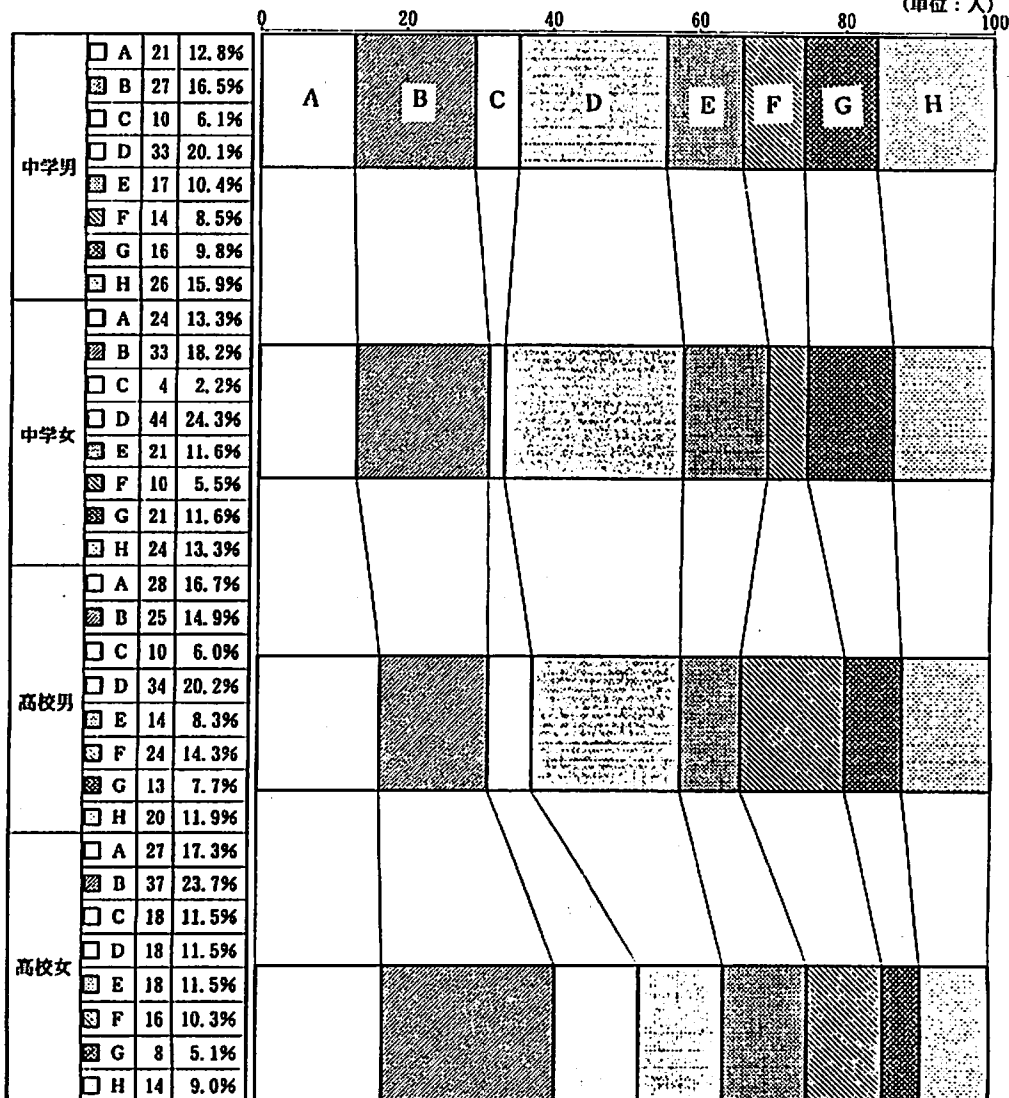 (単位：人)
0 20 40 60 80 100
中学男
A 21 12.8%
B 27 16.5%
C 10 6.1%
D 33 20.1%
E 17 10.4%
F 14 8.5%
G 16 9.8%
H 26 15.9%
A B C D E F G H
中学女
A 24 13.3%
B 33 18.2%
C 4 2.2%
D 44 24.3%
E 21 11.6%
F 10 5.5%
G 21 11.6%
H 24 13.3%
高校男
A 28 16.7%
B 25 14.9%
C 10 6.0%
D 34 20.2%
E 14 8.3%
F 24 14.3%
G 13 7.7%
H 20 11.9%
高校女
A 27 17.3%
B 37 23.7%
C 18 11.5%
D 18 11.5%
E 18 11.5%
F 16 10.3%
G 8 5.1%
H 14 9.0%